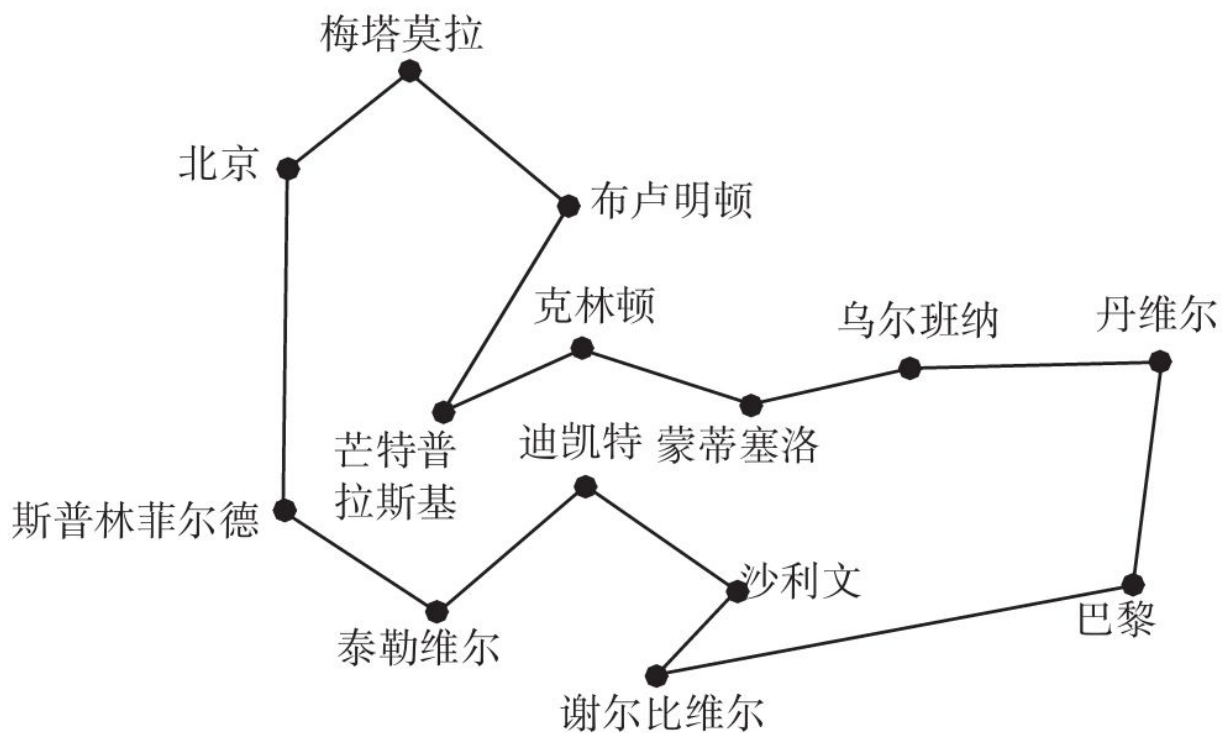 梅塔莫拉
北京
布卢明顿
克林顿
乌尔班纳
丹维尔
芒特普
拉斯基
迪凯特
蒙蒂塞洛
斯普林菲尔德
沙利文
巴黎
泰勒维尔
谢尔比维尔